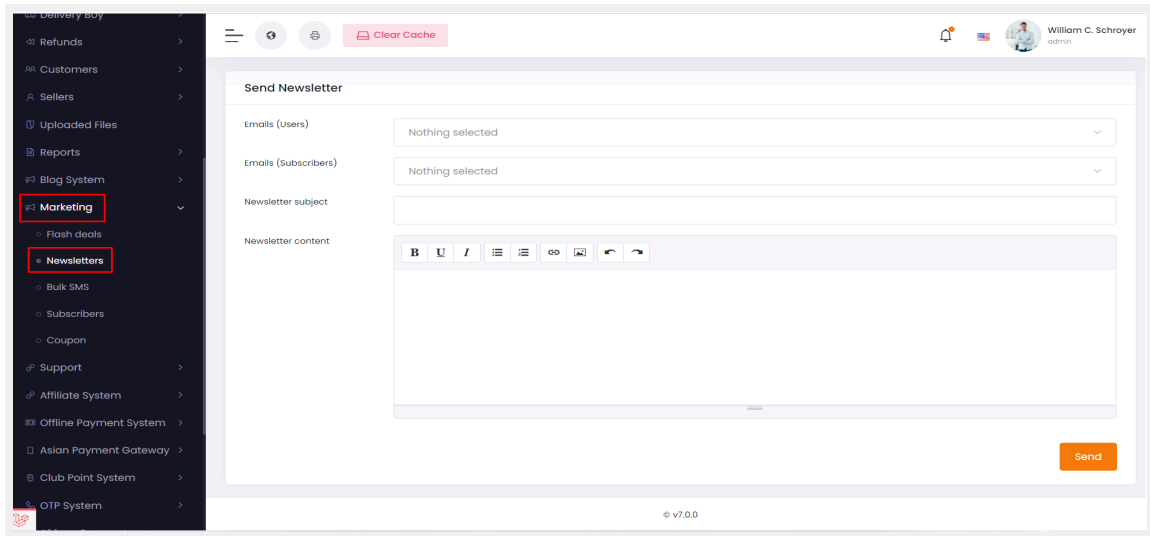 Delivery Boy
Refunds
Customers
Sellers
Uploaded Files
Reports
Blog System
Marketing
Flash deals
Newsletters
Bulk SMS
Subscribers
Coupon
Support
Affiliate System
Offline Payment System
Asian Payment Gateway
Club Point System
OTP System
Clear Cache
William C. Schroyer
admin
Send Newsletter
Emails (Users)
Nothing selected
Emails (Subscribers)
Nothing selected
Newsletter subject
Newsletter content
B U I
Send
© v7.0.0